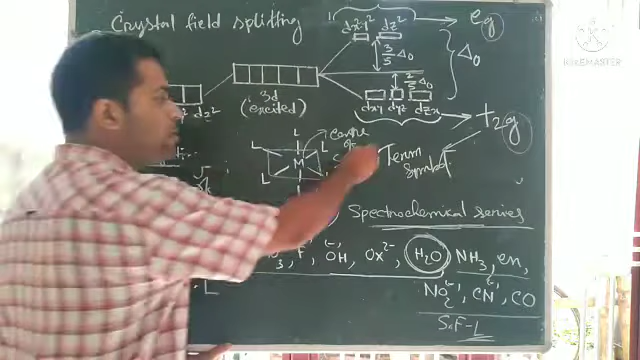 Crystal field splitting
dx²-y² dz² → eg
3/5 Δ₀
Δ₀
2/5 Δ₀
dz²
3d
(excited)
dxy dyz dzx → t₂g
Centre
of
L
L L
M
L L
L
Term
Symbol
Spectrochemical series
F⁻, OH⁻, Ox²⁻, H₂O NH₃, en,
NO₂⁻, CN⁻, CO
S.F-L
KINEMASTER